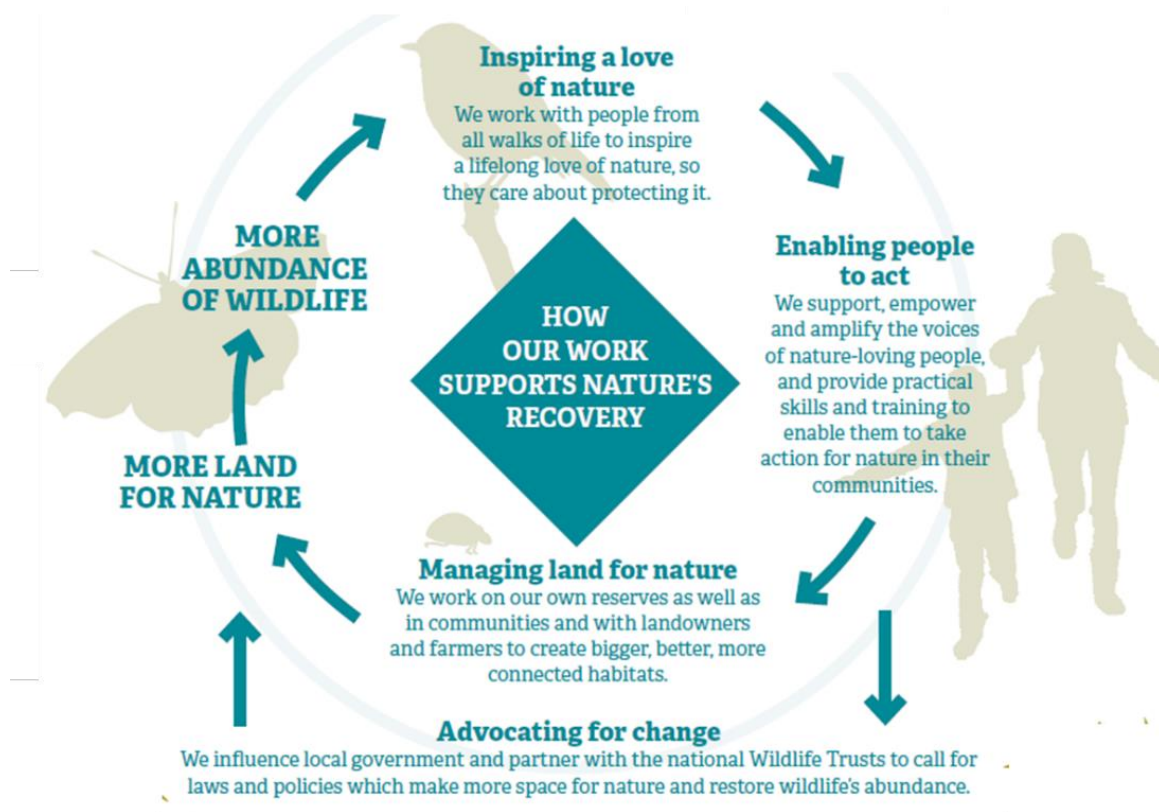 Inspiring a love
of nature
We work with people from
all walks of life to inspire
a lifelong love of nature, so
they care about protecting it.
Enabling people
to act
We support, empower
and amplify the voices
of nature-loving people,
and provide practical
skills and training to
enable them to take
action for nature in their
communities.
Managing land for nature
We work on our own reserves as well as
in communities and with landowners
and farmers to create bigger, better, more
connected habitats.
Advocating for change
We influence local government and partner with the national Wildlife Trusts to call for
laws and policies which make more space for nature and restore wildlife's abundance.
MORE LAND
FOR NATURE
MORE
ABUNDANCE
OF WILDLIFE
HOW
OUR WORK
SUPPORTS NATURE'S
RECOVERY